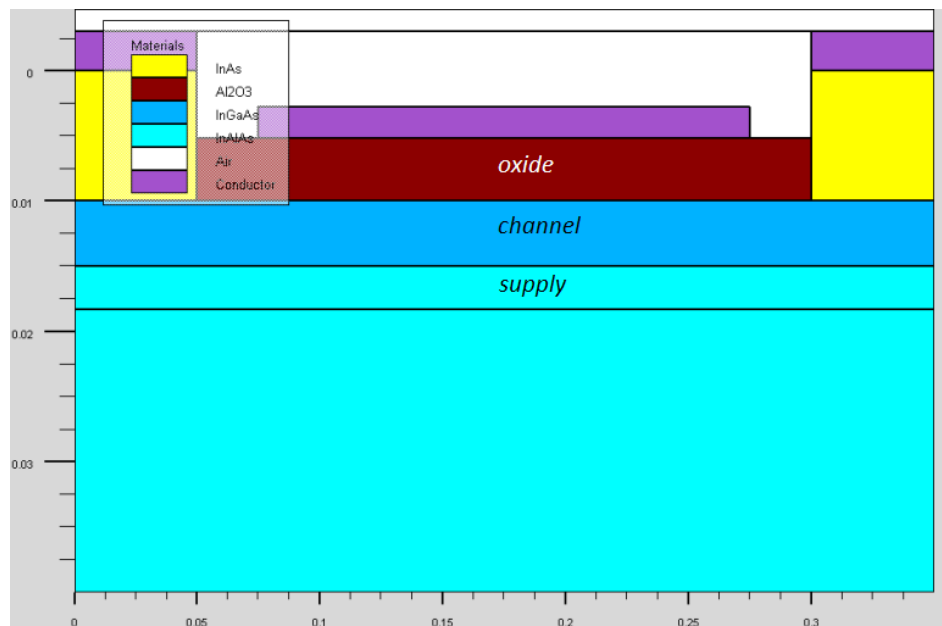 Materials
InAs
Al2O3
InGaAs
InAlAs
Air
Conductor
oxide
channel
supply
0
0.01
0.02
0.03
0
0.05
0.1
0.15
0.2
0.25
0.3